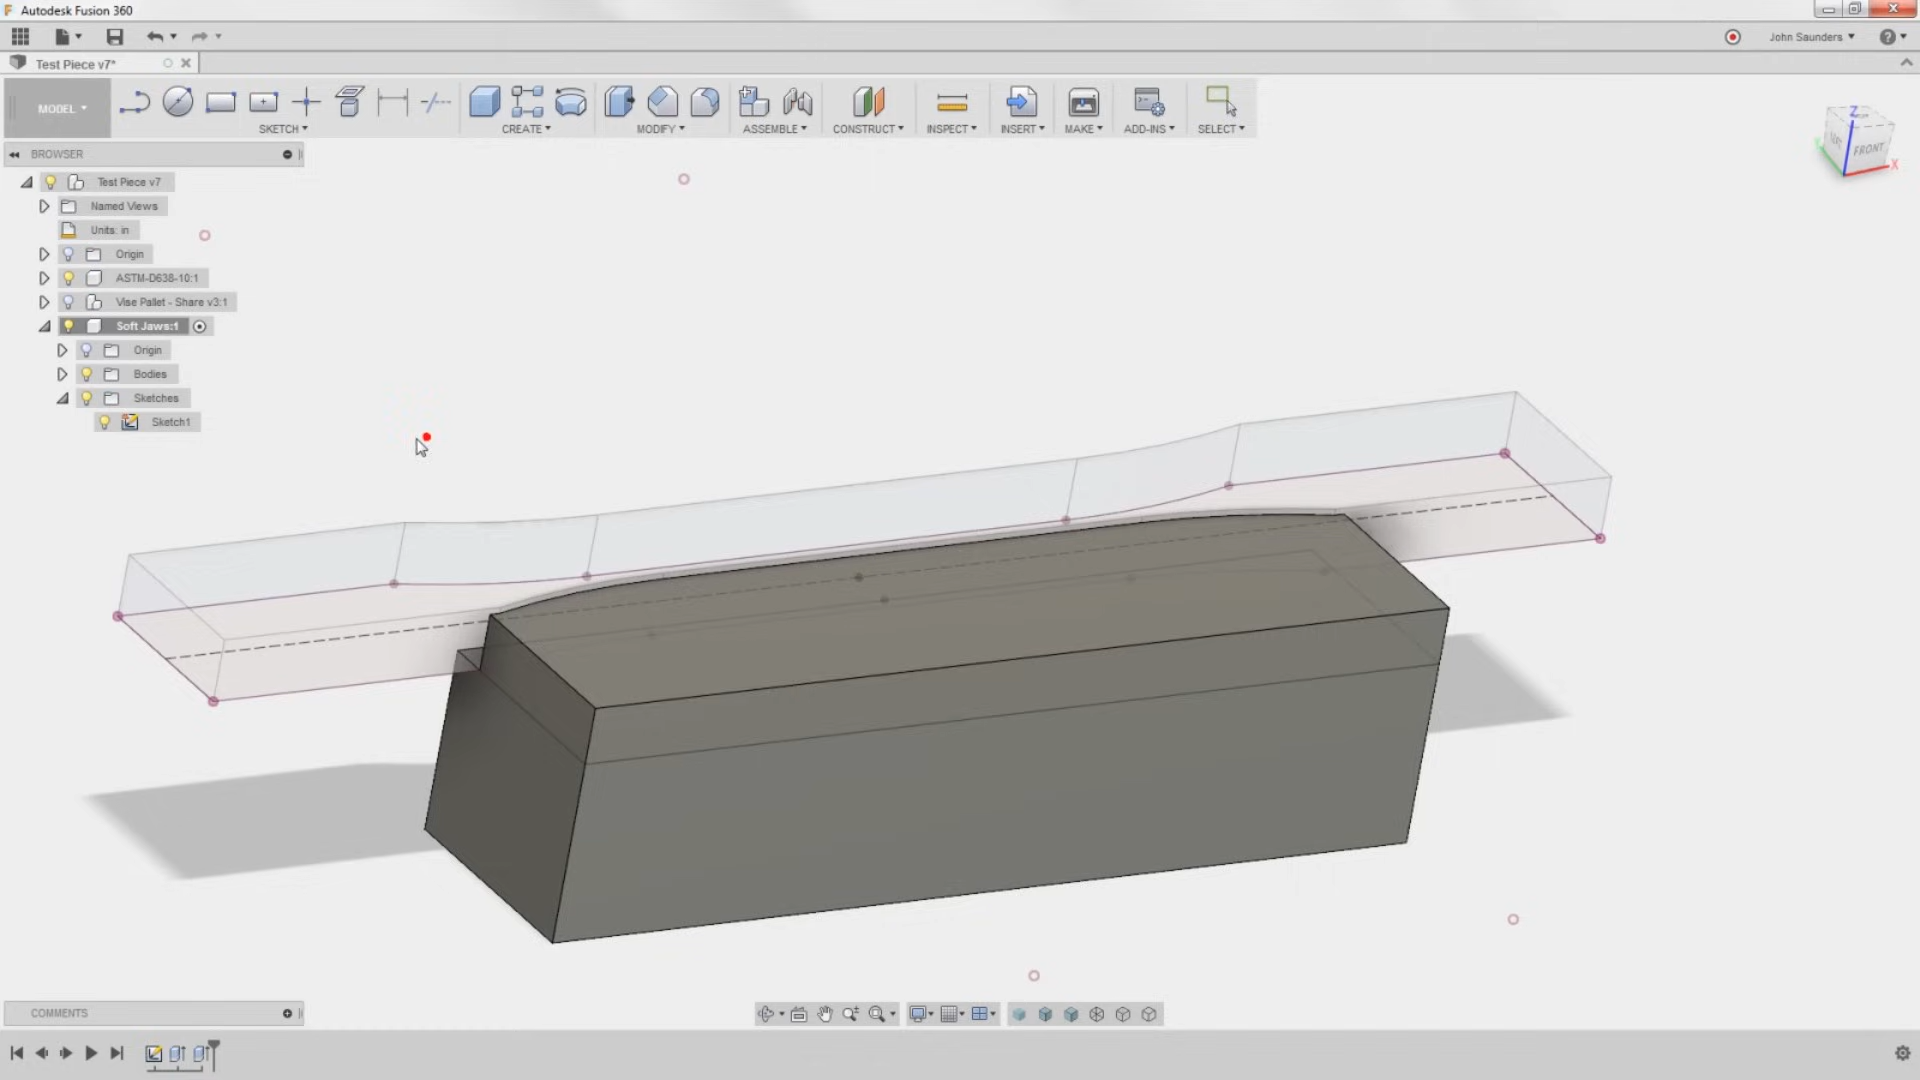 Autodesk Fusion 360
John Saunders
Test Piece v7*
MODEL
SKETCH
CREATE
MODIFY
ASSEMBLE
CONSTRUCT
INSPECT
INSERT
MAKE
ADD-INS
SELECT
Z
FRONT
X
BROWSER
Test Piece v7
Named Views
Units: in
Origin
ASTM-D638-10:1
Vise Pallet - Share v3:1
Soft Jaws:1
Origin
Bodies
Sketches
Sketch1
COMMENTS